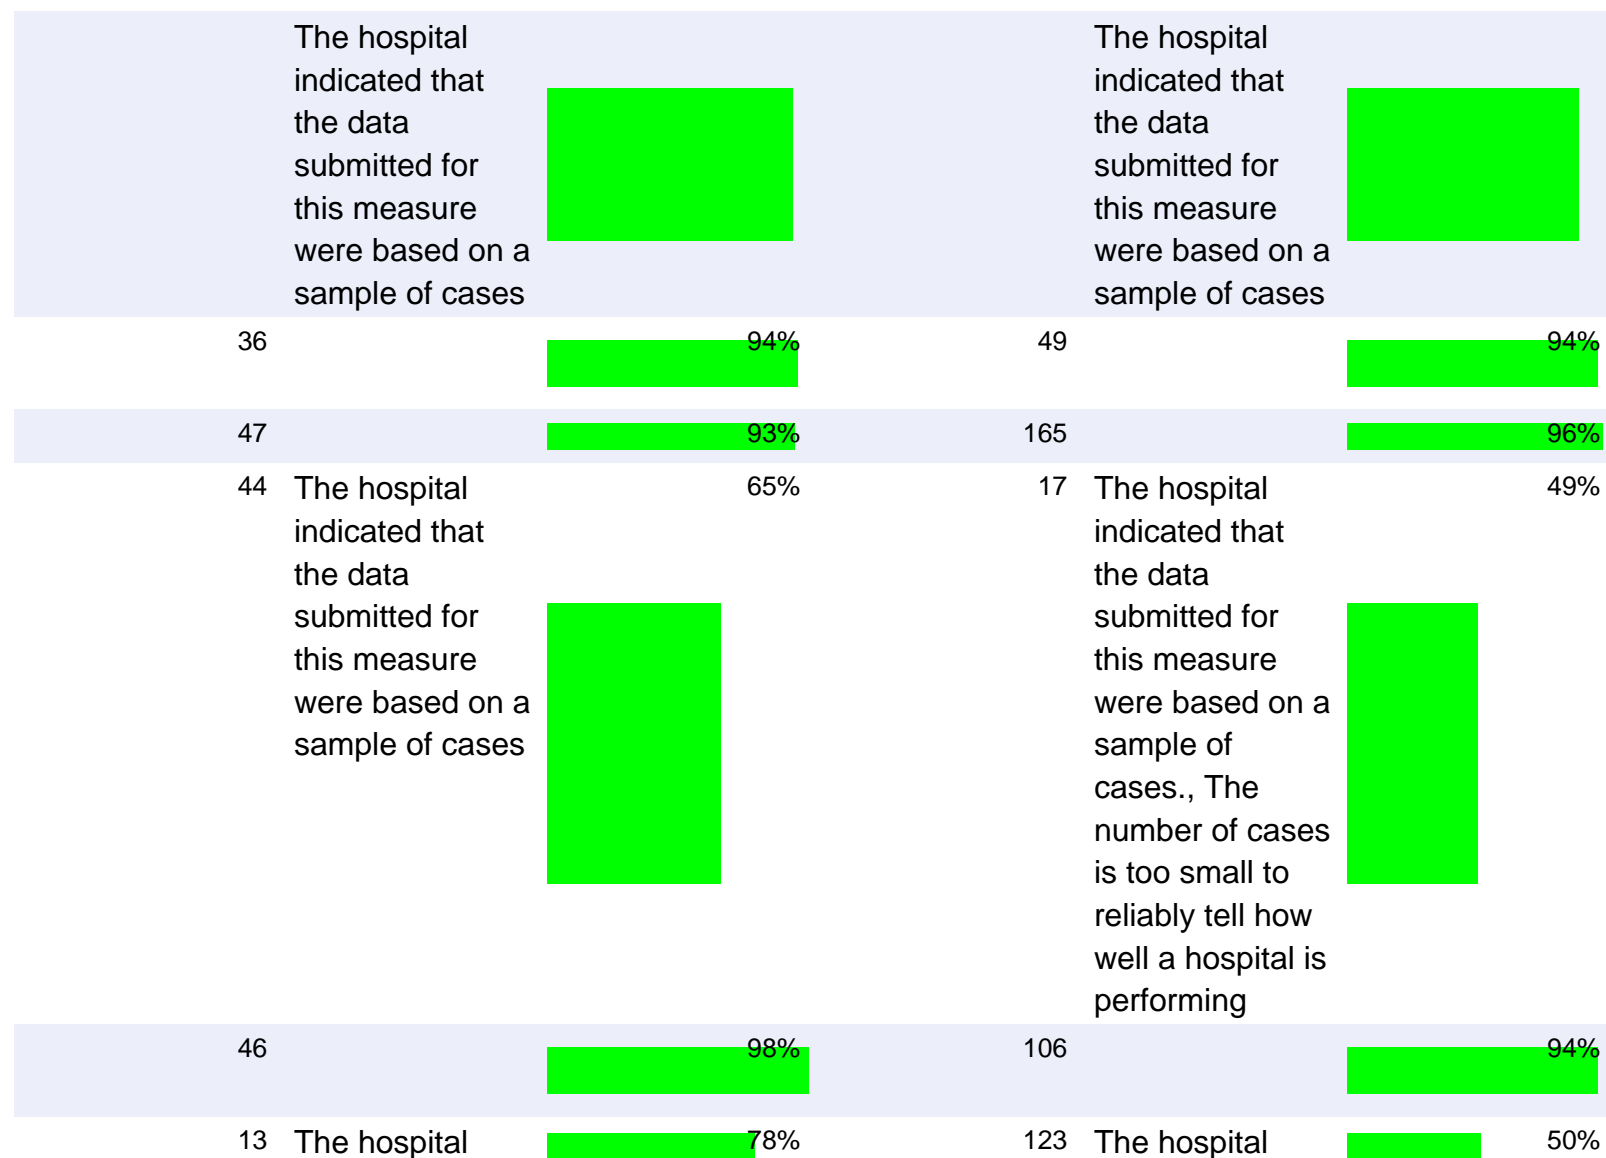 The hospital
indicated that
the data
submitted for
this measure
were based on a
sample of cases
The hospital
indicated that
the data
submitted for
this measure
were based on a
sample of cases
36 94% 49 94%
47 93% 165 96%
44 The hospital
indicated that
the data
submitted for
this measure
were based on a
sample of cases
65%
17 The hospital
indicated that
the data
submitted for
this measure
were based on a
sample of
cases., The
number of cases
is too small to
reliably tell how
well a hospital is
performing
49%
46 98% 106 94%
13 The hospital 78% 123 The hospital 50%